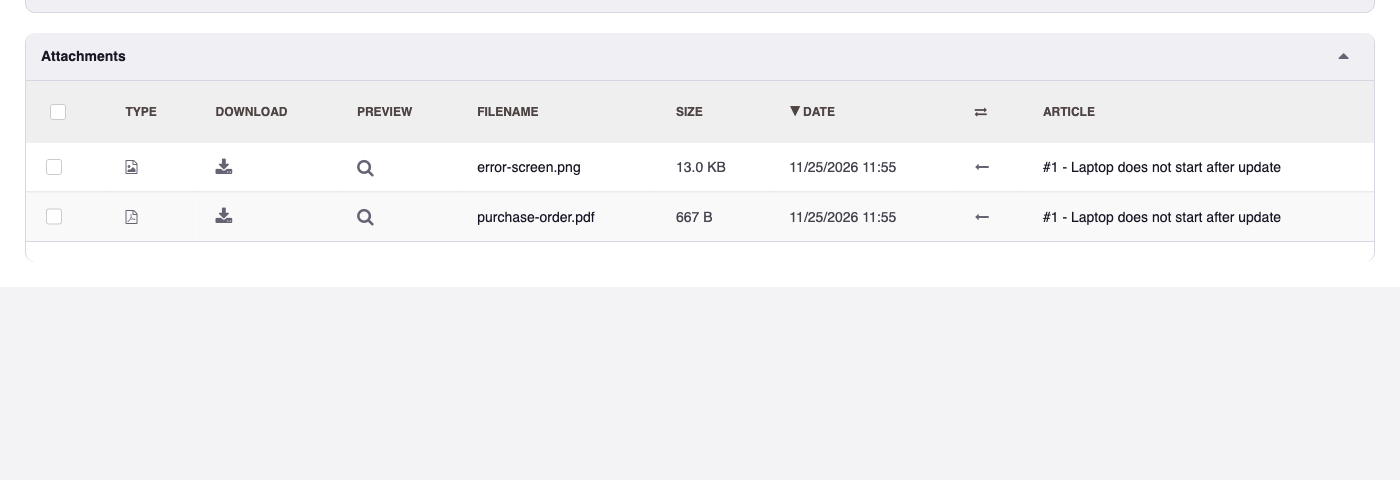 Attachments
TYPE DOWNLOAD PREVIEW FILENAME SIZE DATE ARTICLE
error-screen.png 13.0 KB 11/25/2026 11:55 #1 - Laptop does not start after update
purchase-order.pdf 667 B 11/25/2026 11:55 #1 - Laptop does not start after update